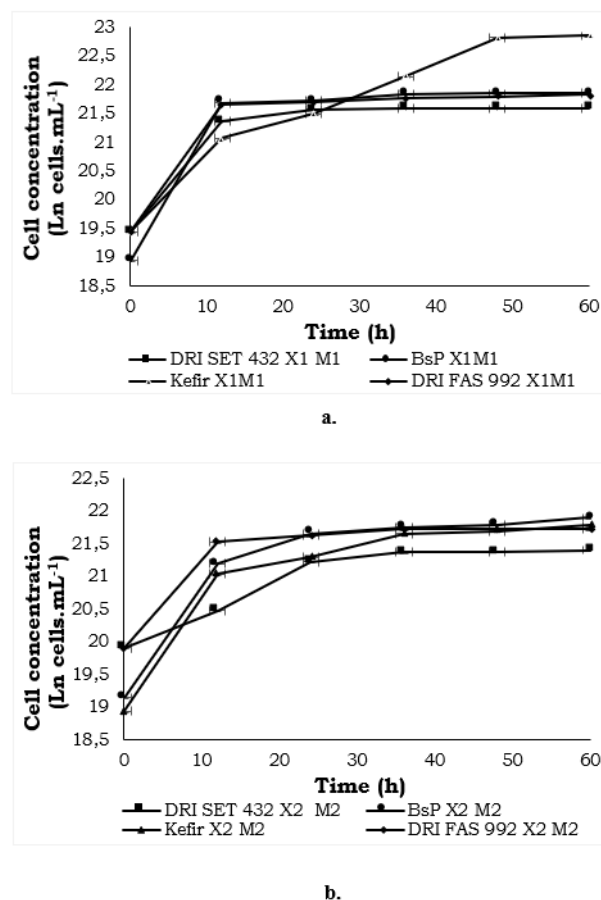 23
22,5
22
21,5
21
20,5
20
19,5
19
18,5
Cell concentration
(Ln cells.mL-1)
0 10 20 30 40 50 60
Time (h)
DRI SET 432 X1 M1 BsP X1M1
Kefir X1M1 DRI FAS 992 X1M1
a.
22,5
22
21,5
21
20,5
20
19,5
19
18,5
Cell concentration
(Ln cells.mL-1)
0 10 20 30 40 50 60
Time (h)
DRI SET 432 X2 M2 BsP X2 M2
Kefir X2 M2 DRI FAS 992 X2 M2
b.